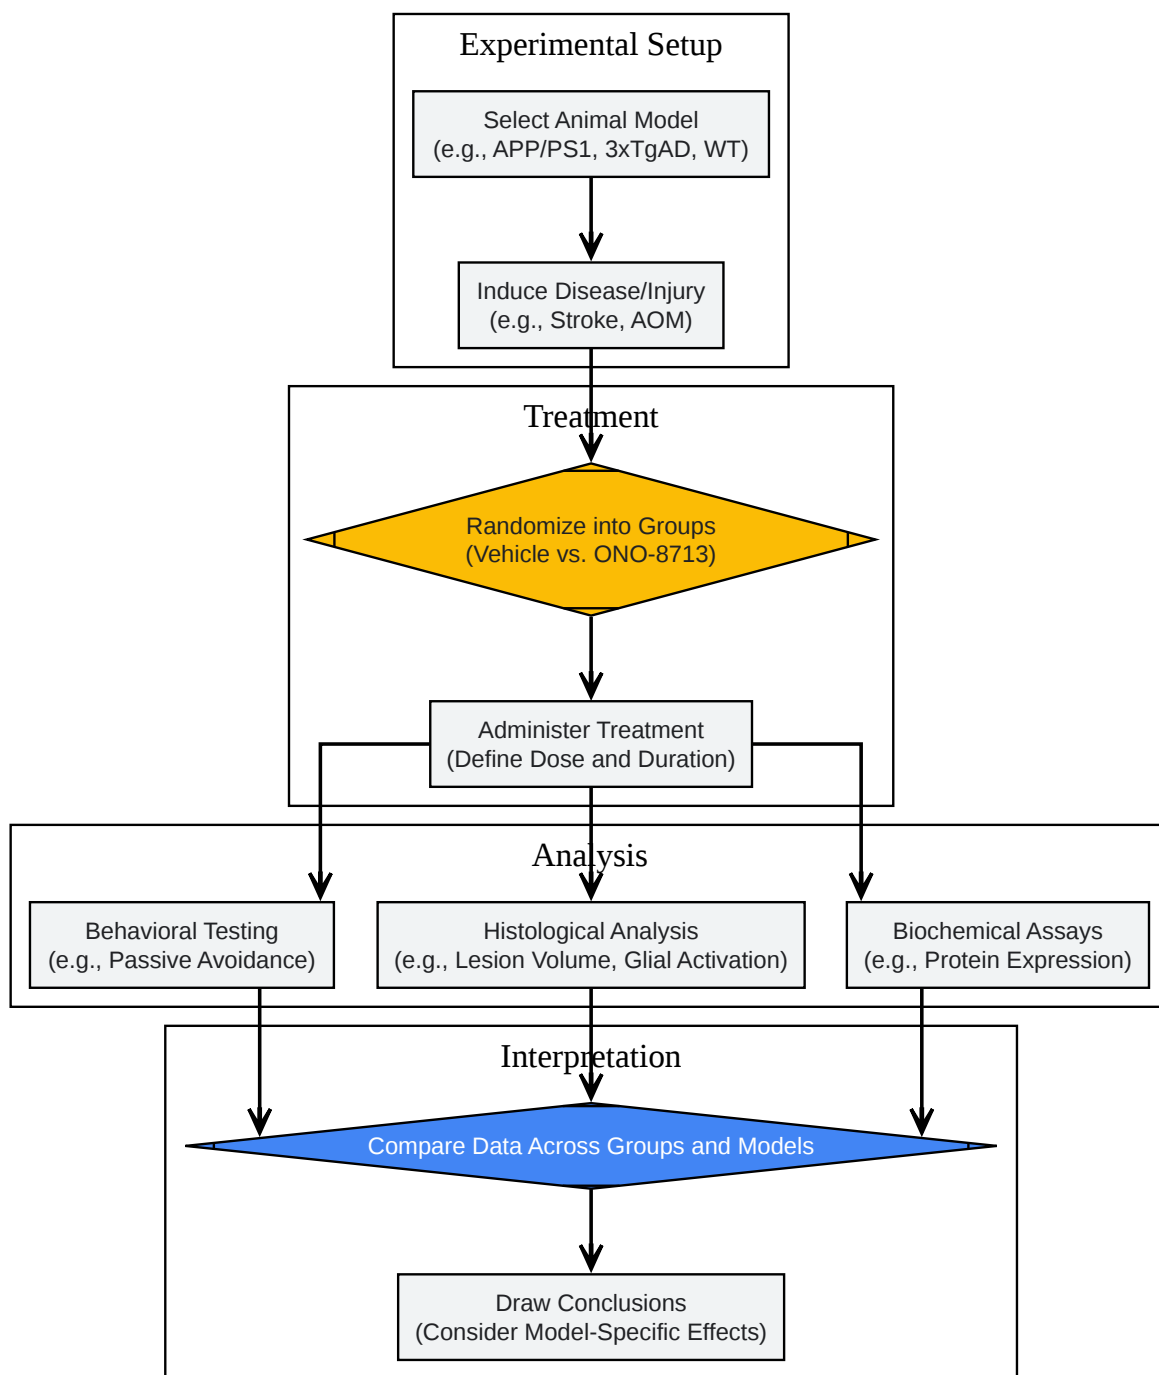 Experimental Setup
Select Animal Model
(e.g., APP/PS1, 3xTgAD, WT)
Induce Disease/Injury
(e.g., Stroke, AOM)
Treatment
Randomize into Groups
(Vehicle vs. ONO-8713)
Administer Treatment
(Define Dose and Duration)
Analysis
Behavioral Testing
(e.g., Passive Avoidance)
Histological Analysis
(e.g., Lesion Volume, Glial Activation)
Biochemical Assays
(e.g., Protein Expression)
Interpretation
Compare Data Across Groups and Models
Draw Conclusions
(Consider Model-Specific Effects)